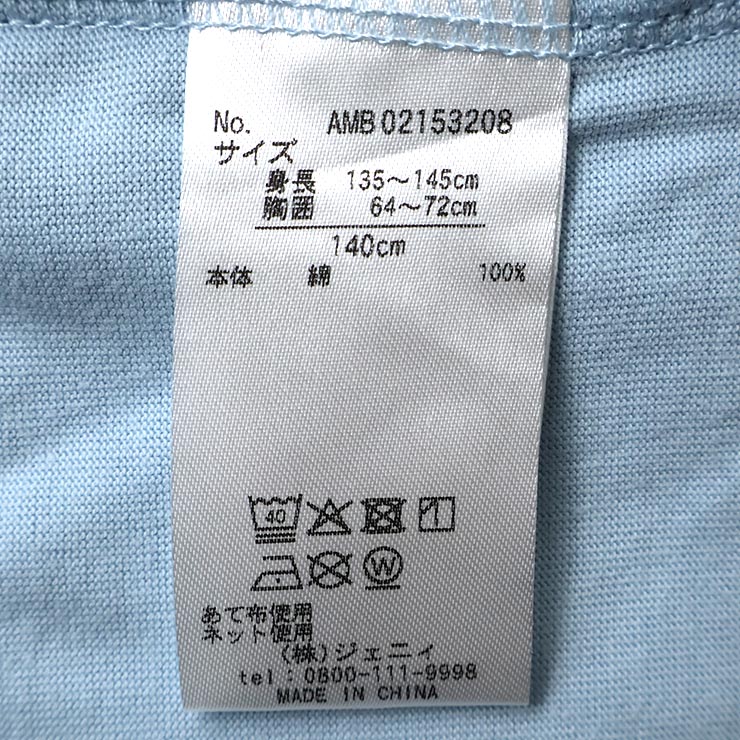 No. AMB02153208
サイズ
身長 135～145cm
胸囲 64～72cm
140cm
本体 綿 100%
40
W
あて布使用
ネット使用
(株)ジェニィ
tel:0800-111-9998
MADE IN CHINA